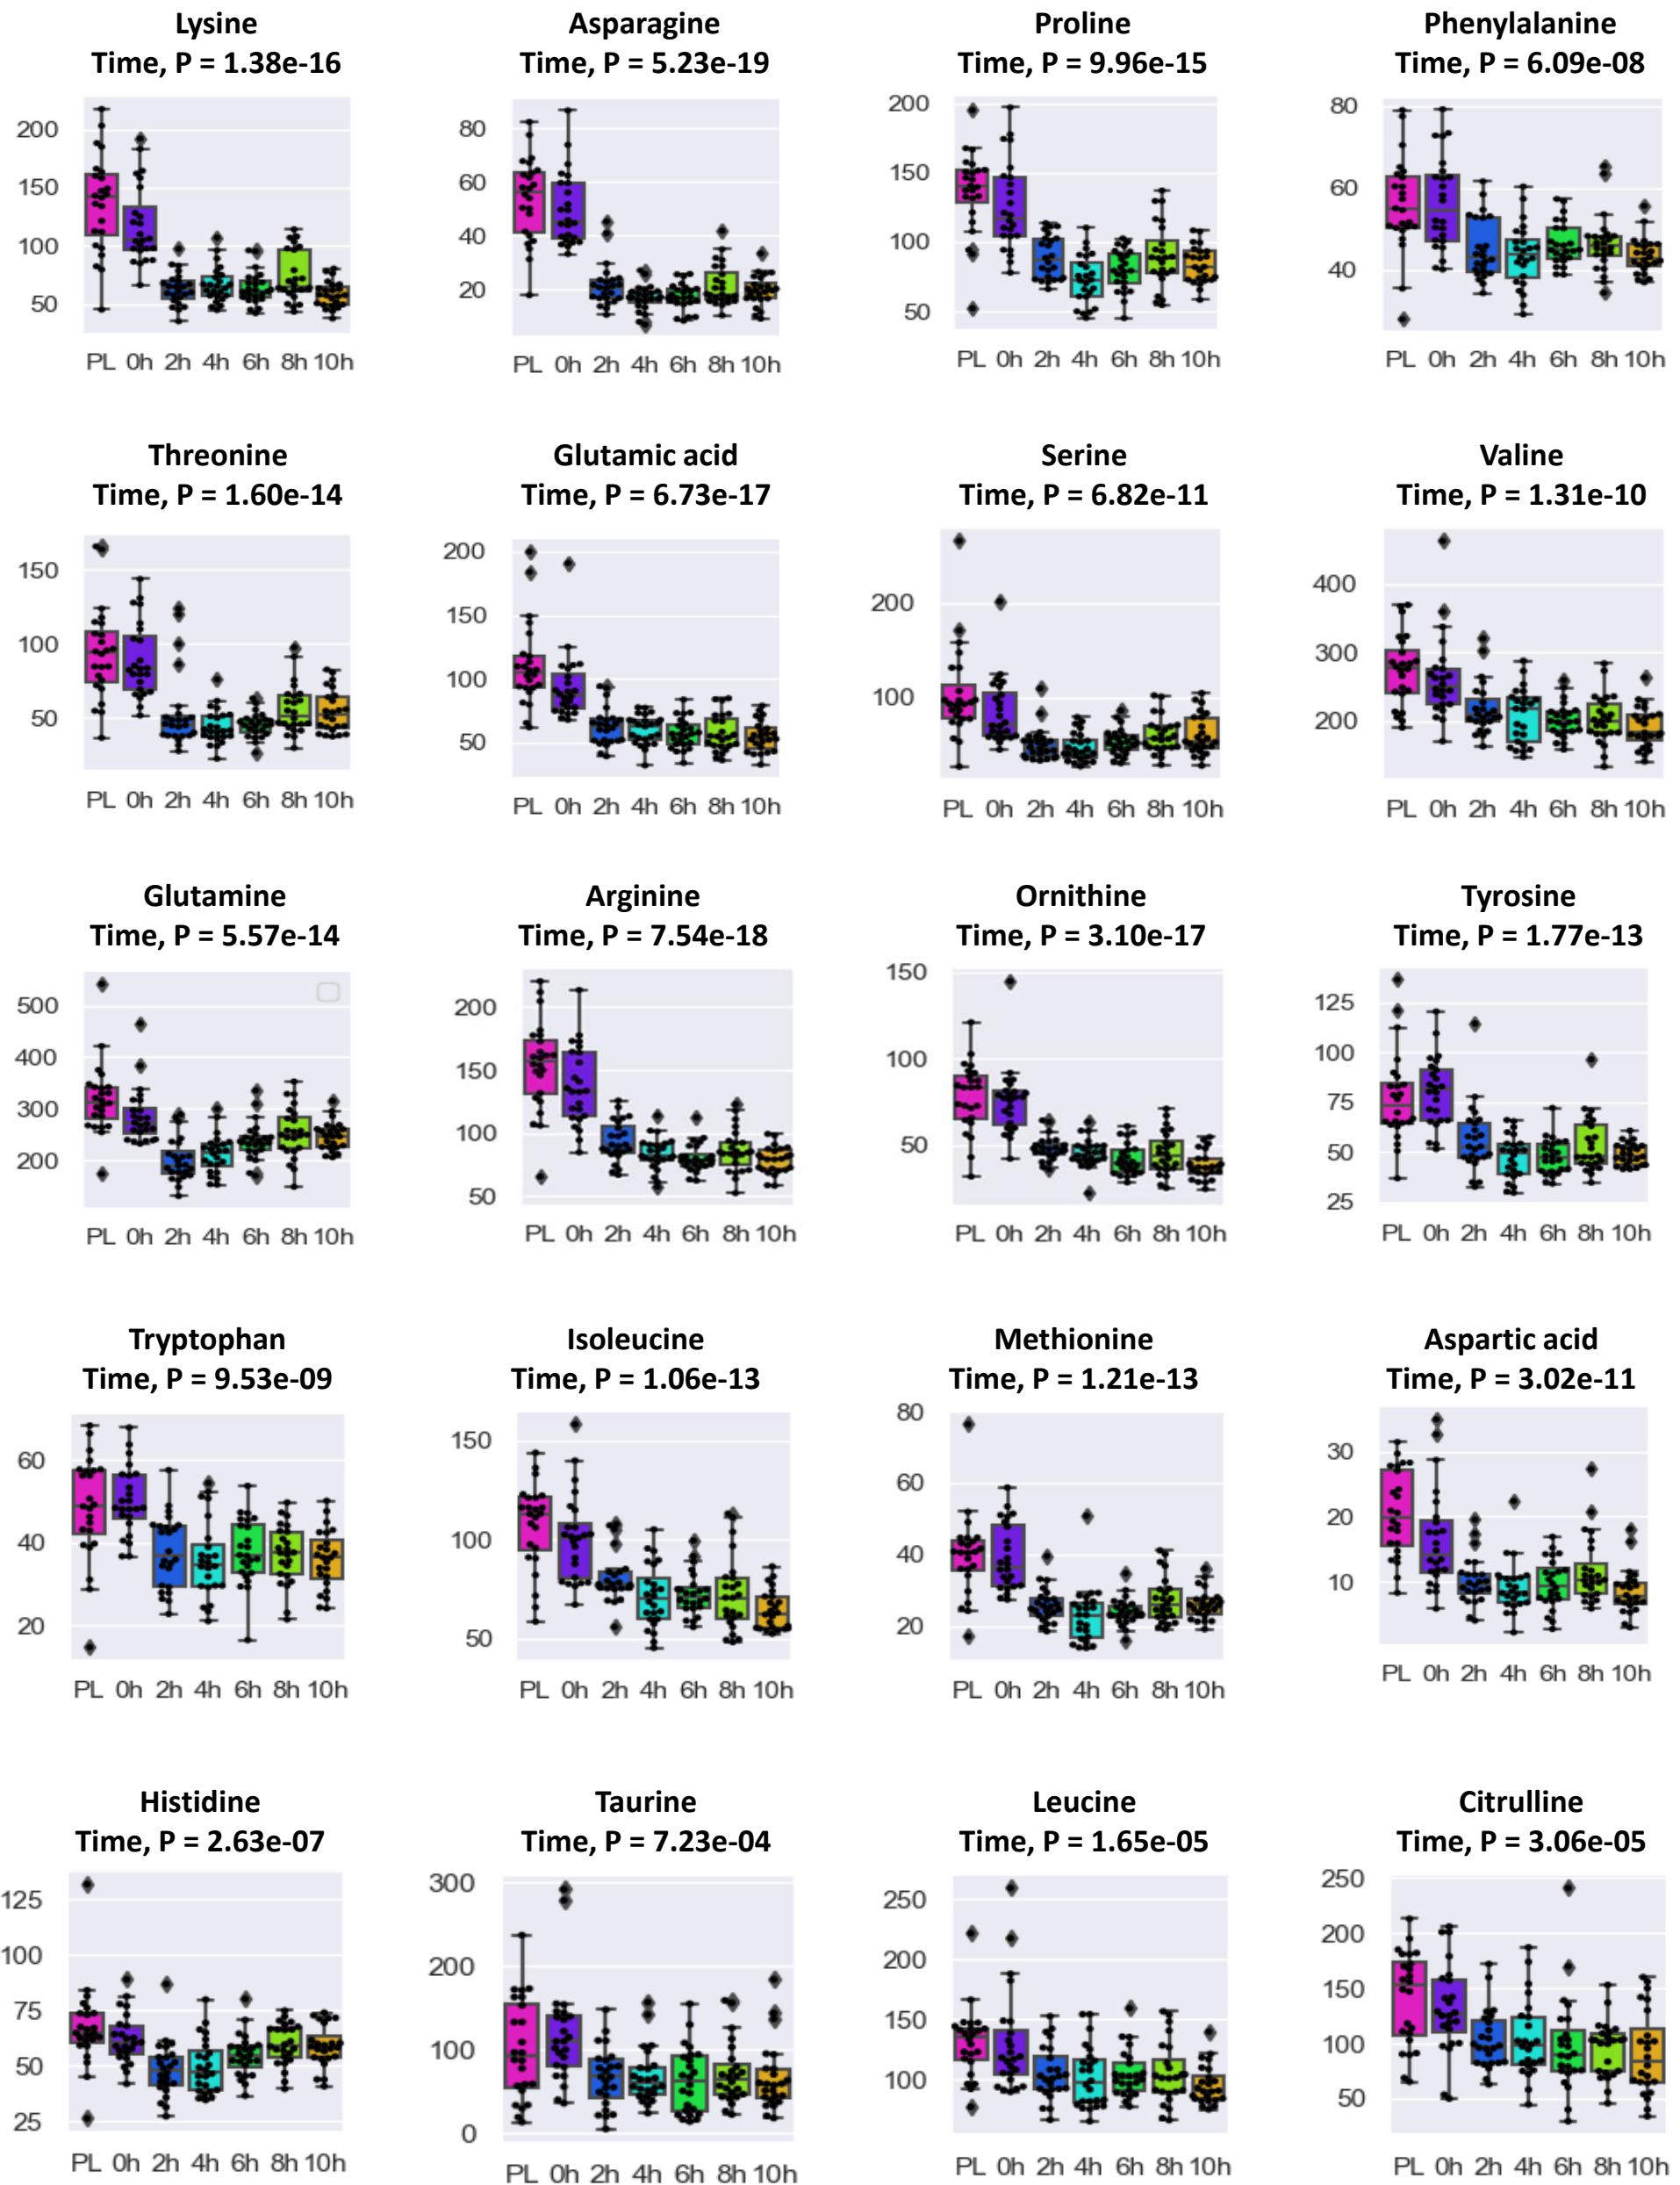 Lysine Asparagine Proline Phenylalanine
Time, P = 1.38e-16 Time, P = 5.23e-19 Time, P = 9.96e-15 Time, P = 6.09e-08
200 80 200 80
150 60 150 60
100 40 100 40
50 20 50
PL 0h 2h 4h 6h 8h 10h PL 0h 2h 4h 6h 8h 10h PL 0h 2h 4h 6h 8h 10h PL 0h 2h 4h 6h 8h 10h
Threonine Glutamic acid Serine Valine
Time, P = 1.60e-14 Time, P = 6.73e-17 Time, P = 6.82e-11 Time, P = 1.31e-10
150 200 200 400
100 150 100 300
50 100 200
50
PL 0h 2h 4h 6h 8h 10h PL 0h 2h 4h 6h 8h 10h PL 0h 2h 4h 6h 8h 10h PL 0h 2h 4h 6h 8h 10h
Glutamine Arginine Ornithine Tyrosine
Time, P = 5.57e-14 Time, P = 7.54e-18 Time, P = 3.10e-17 Time, P = 1.77e-13
500 200 150 125
400 150 100 100
300 100 50 75
200 50 50
25
PL 0h 2h 4h 6h 8h 10h PL 0h 2h 4h 6h 8h 10h PL 0h 2h 4h 6h 8h 10h PL 0h 2h 4h 6h 8h 10h
Tryptophan Isoleucine Methionine Aspartic acid
Time, P = 9.53e-09 Time, P = 1.06e-13 Time, P = 1.21e-13 Time, P = 3.02e-11
60 150 80 30
40 100 60 20
20 50 40 10
20
PL 0h 2h 4h 6h 8h 10h PL 0h 2h 4h 6h 8h 10h PL 0h 2h 4h 6h 8h 10h PL 0h 2h 4h 6h 8h 10h
Histidine Taurine Leucine Citrulline
Time, P = 2.63e-07 Time, P = 7.23e-04 Time, P = 1.65e-05 Time, P = 3.06e-05
125 300 250 250
100 200 200 200
75 100 150 150
50 0 100 100
25 50
PL 0h 2h 4h 6h 8h 10h PL 0h 2h 4h 6h 8h 10h PL 0h 2h 4h 6h 8h 10h PL 0h 2h 4h 6h 8h 10h